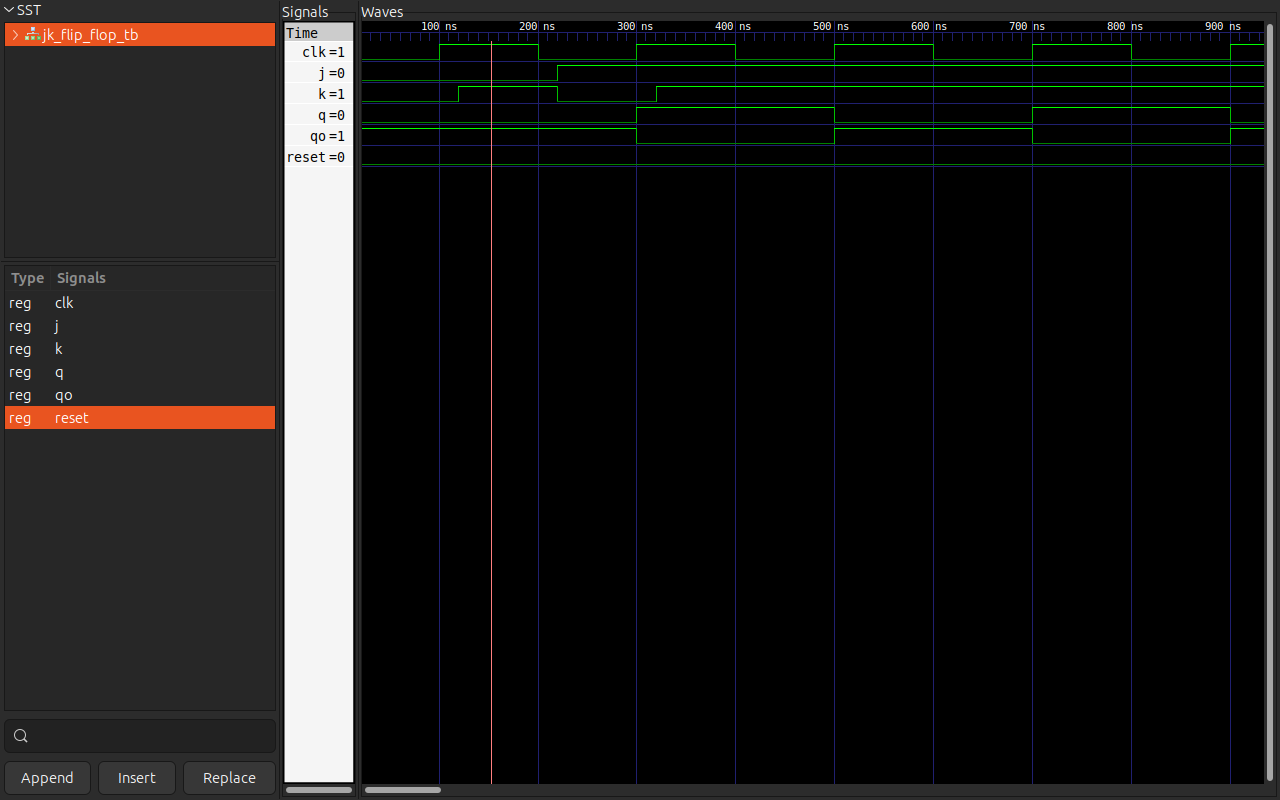 SST
jk_flip_flop_tb
Type Signals
reg clk
reg j
reg k
reg q
reg qo
reg reset
Append Insert Replace
Signals
Time
clk=1
j=0
k=1
q=0
qo=1
reset=0
Waves
100 ns 200 ns 300 ns 400 ns 500 ns 600 ns 700 ns 800 ns 900 ns